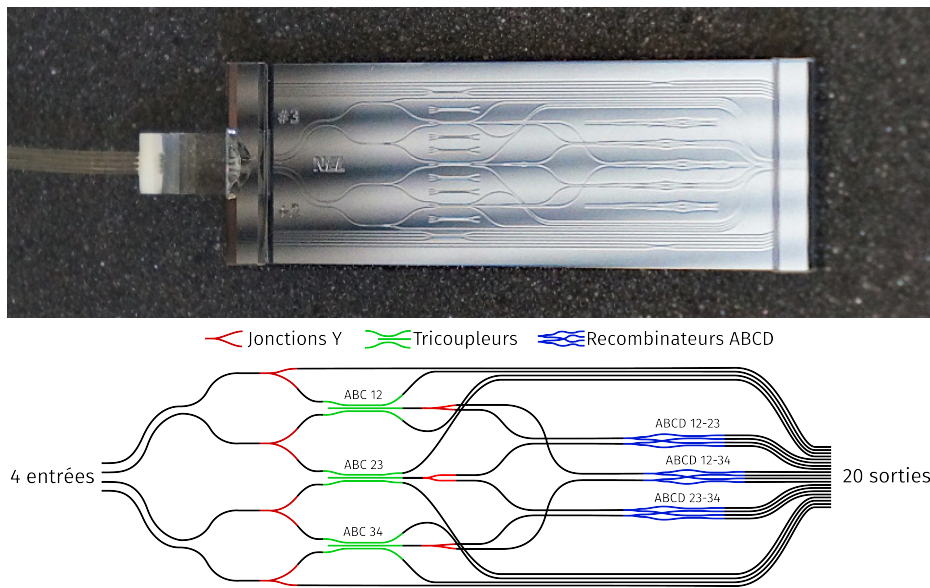 #3
Jonctions Y
Tricoupleurs
Recombinateurs ABCD
ABC 12
ABCD 12-23
ABC 23
ABCD 12-34
4 entrées
20 sorties
ABCD 23-34
ABC 34